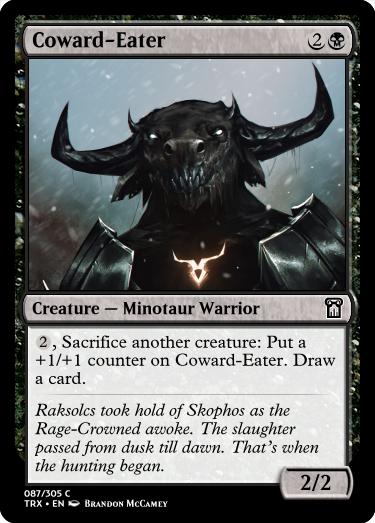 Coward-Eater 2
Creature — Minotaur Warrior
2, Sacrifice another creature: Put a
+1/+1 counter on Coward-Eater. Draw
a card.
Raksolcs took hold of Skophos as the
Rage-Crowned awoke. The slaughter
passed from dusk till dawn. That's when
the hunting began.
2/2
087/305 C
TRX • EN Brandon McCamey